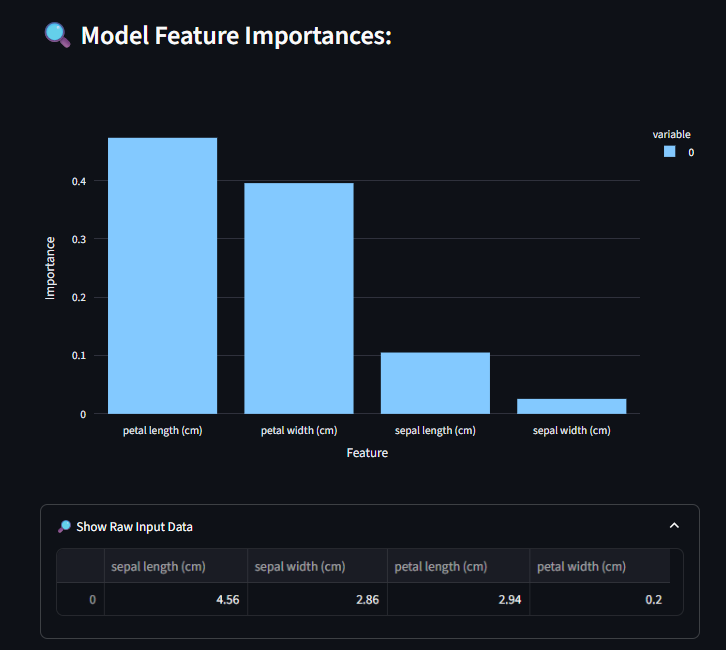 Model Feature Importances:
variable
0
0.4
0.3
0.2
0.1
0
Importance
petal length (cm) petal width (cm) sepal length (cm) sepal width (cm)
Feature
Show Raw Input Data
sepal length (cm) sepal width (cm) petal length (cm) petal width (cm)
0 4.56 2.86 2.94 0.2